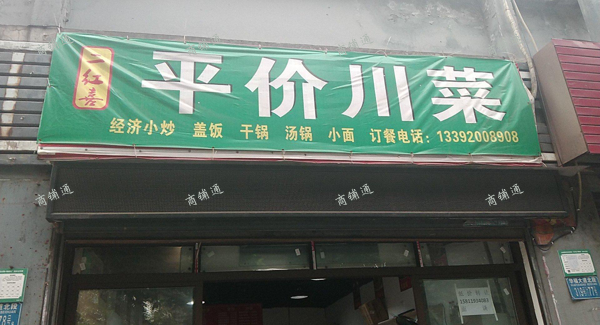 二红喜
平价川菜
经济小炒 盖饭 干锅 汤锅 小面 订餐电话：13392008908
商铺通
商铺通 商铺通 商铺通